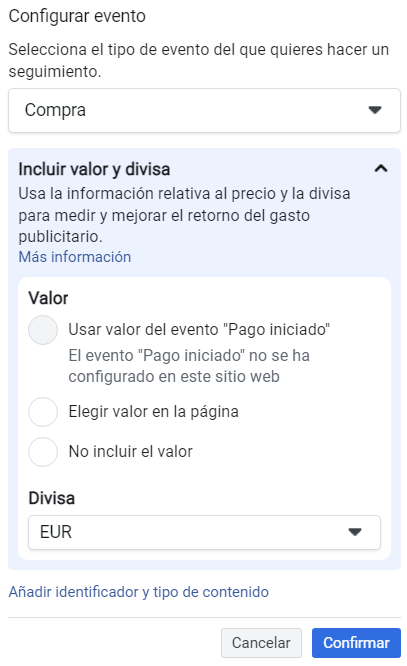 Configurar evento
Selecciona el tipo de evento del que quieres hacer un
seguimiento.
Compra
Incluir valor y divisa
Usa la información relativa al precio y la divisa
para medir y mejorar el retorno del gasto
publicitario.
Más información
Valor
Usar valor del evento "Pago iniciado"
El evento "Pago iniciado" no se ha
configurado en este sitio web
Elegir valor en la página
No incluir el valor
Divisa
EUR
Añadir identificador y tipo de contenido
Cancelar
Confirmar